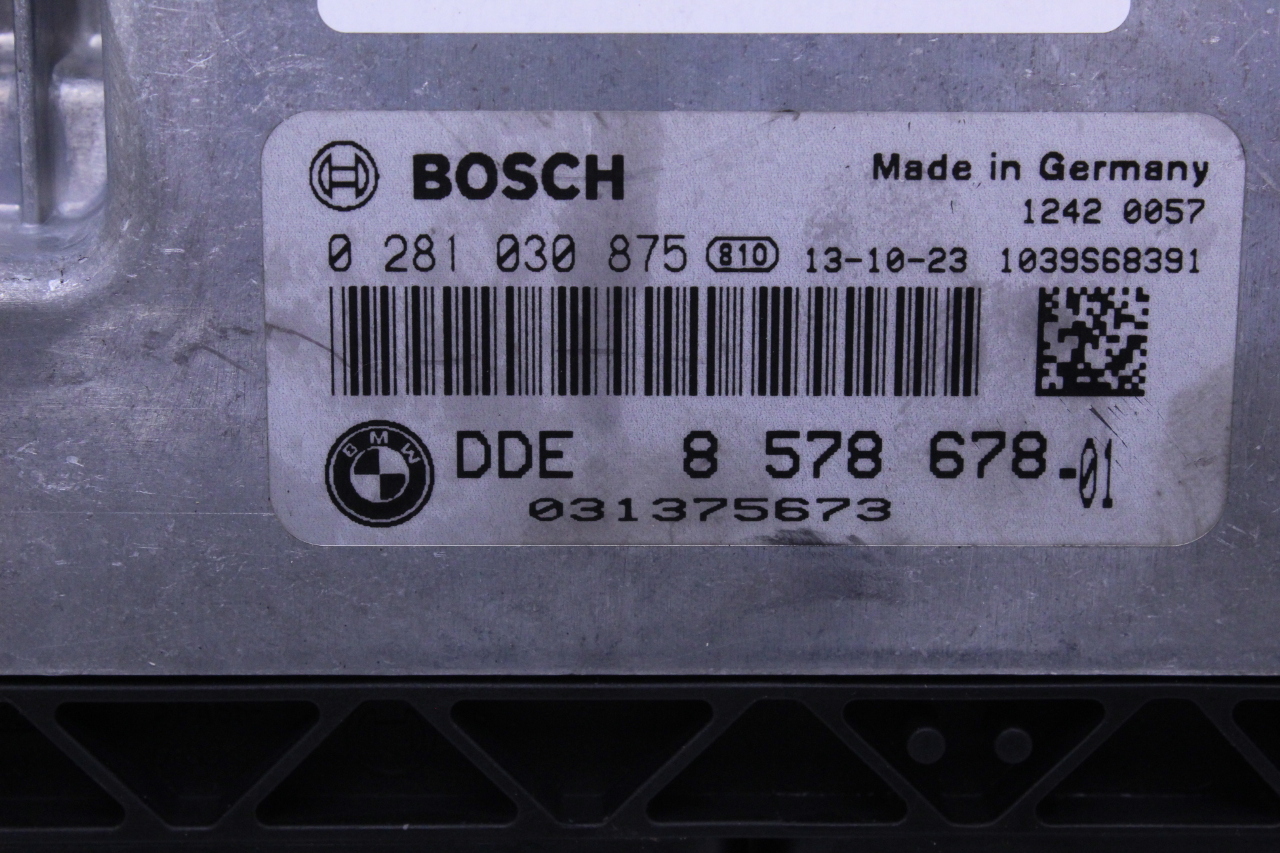 BOSCH
Made in Germany
1242 0057
0 281 030 875 810 13-10-23 1039S68391
BMW DDE 8 578 678-01
031375673